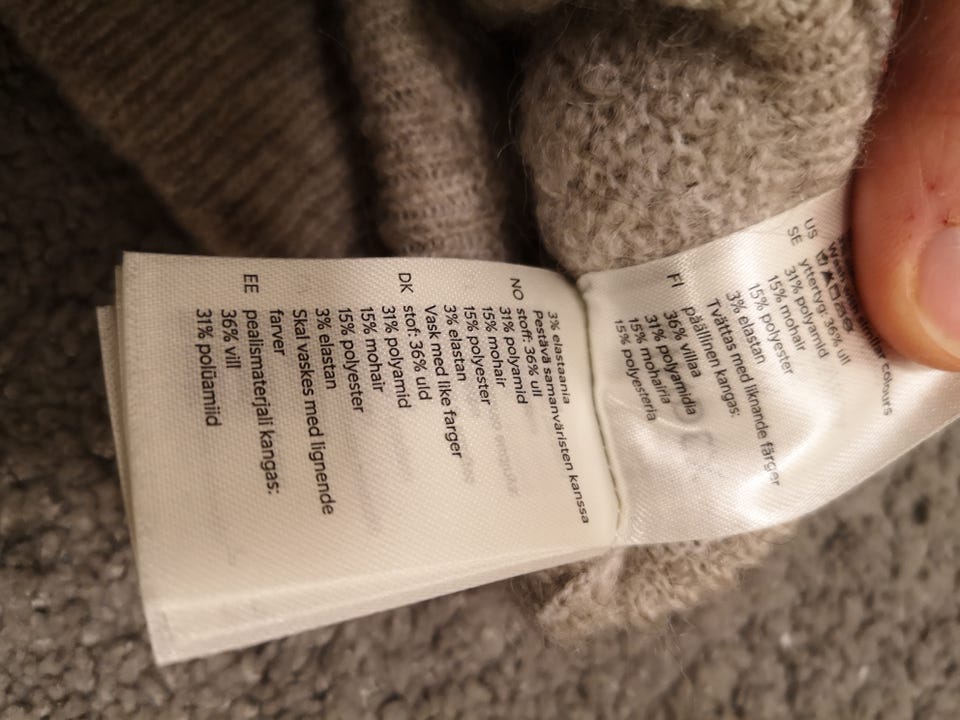 US
Wash
colours
SE
yttertyg: 36% ull
31% polyamid
15% mohair
15% polyester
3% elastan
Tvättas med liknande färger
FI
päällinen kangas:
36% villaa
31% polyamidia
15% mohairia
15% polyesteria
3% elastaania
Pestävä samanväristen kanssa
NO
stoff: 36% ull
31% polyamid
15% mohair
15% polyester
3% elastan
Vask med like farger
DK
stof: 36% uld
31% polyamid
15% mohair
15% polyester
3% elastan
Skal vaskes med lignende
farver
EE
pealismaterjali kangas:
36% vill
31% polüamiid